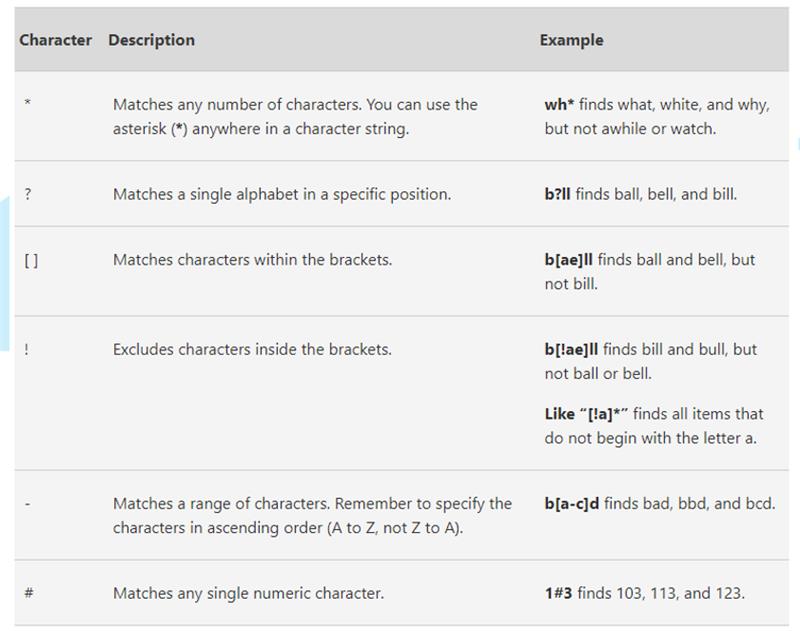 Character Description Example
* Matches any number of characters. You can use the wh* finds what, white, and why,
asterisk (*) anywhere in a character string. but not awhile or watch.
? Matches a single alphabet in a specific position. b?ll finds ball, bell, and bill.
[ ] Matches characters within the brackets. b[ae]ll finds ball and bell, but
not bill.
! Excludes characters inside the brackets. b[!ae]ll finds bill and bull, but
not ball or bell.
Like “[!a]*” finds all items that
do not begin with the letter a.
- Matches a range of characters. Remember to specify the b[a-c]d finds bad, bbd, and bcd.
characters in ascending order (A to Z, not Z to A).
# Matches any single numeric character. 1#3 finds 103, 113, and 123.